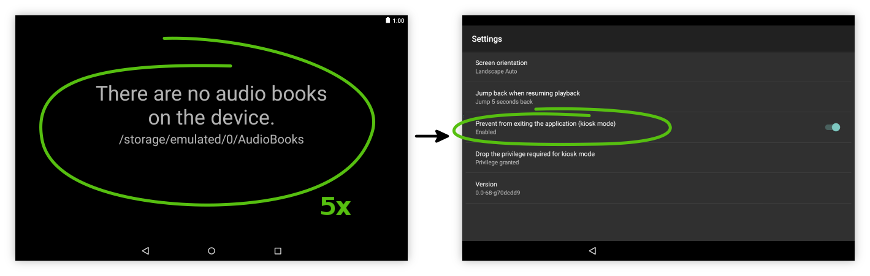 1:00
There are no audio books
on the device.
/storage/emulated/0/AudioBooks
5x
Settings
Screen orientation
Landscape Auto
Jump back when resuming playback
Jump 5 seconds back
Prevent from exiting the application (kiosk mode)
Enabled
Drop the privilege required for kiosk mode
Privilege granted
Version
0.0-68-g70dcdd9